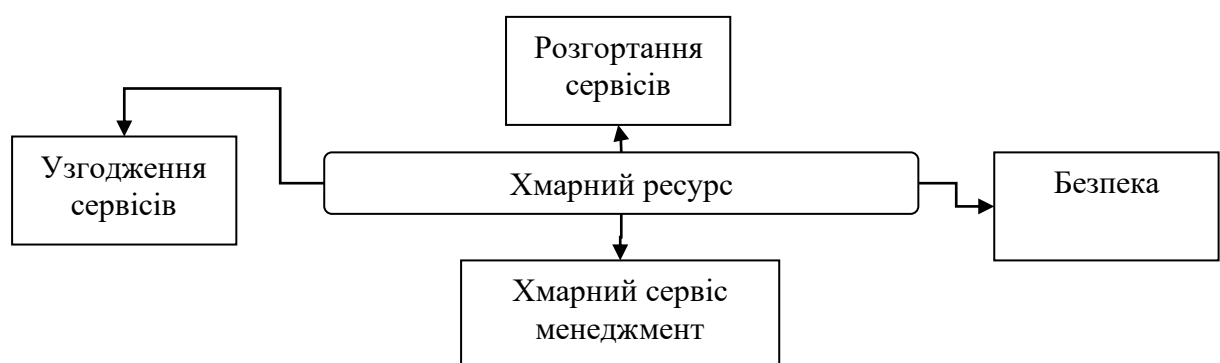 Розгортання
сервісів
Узгодження
сервісів
Хмарний ресурс
Безпека
Хмарний сервіс
менеджмент